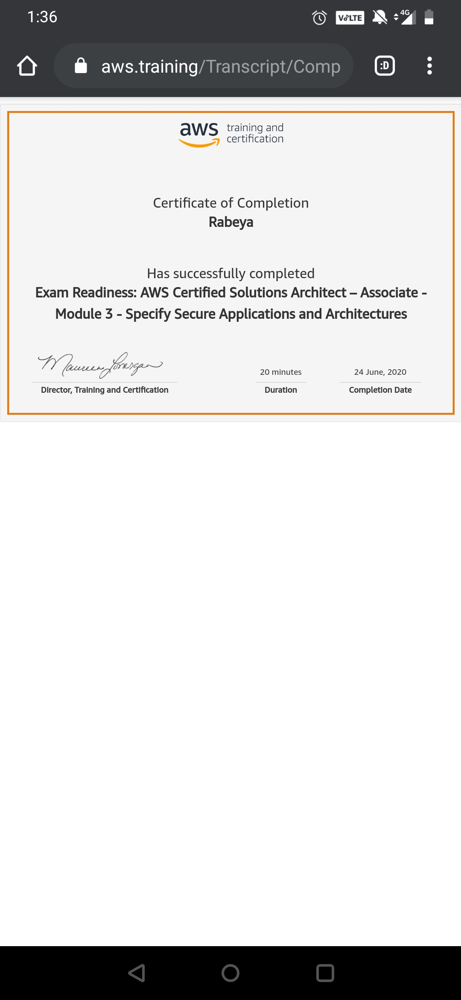 1:36
VoLTE
4G
aws.training/Transcript/Comp
:D
aws training and
certification
Certificate of Completion
Rabeya
Has successfully completed
Exam Readiness: AWS Certified Solutions Architect – Associate -
Module 3 - Specify Secure Applications and Architectures
Maureen Lonergan
20 minutes
24 June, 2020
Director, Training and Certification
Duration
Completion Date